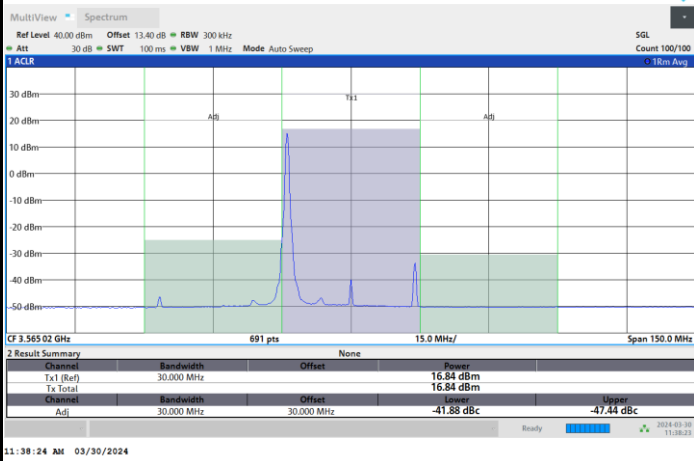 MultiView Spectrum
Ref Level 40.00 dBm Offset 13.40 dB RBW 300 kHz SGL
Att 30 dB SWT 100 ms VBW 1 MHz Mode Auto Sweep Count 100/100
1 ACLR 1Rm Avg
30 dBm
Tx1
20 dBm
Adj Adj
10 dBm
0 dBm
-10 dBm
-20 dBm
-30 dBm
-40 dBm
-50 dBm
CF 3.565 02 GHz 691 pts 15.0 MHz/ Span 150.0 MHz
2 Result Summary None
Channel Bandwidth Offset Power
Tx1 (Ref) 30.000 MHz 16.84 dBm
Tx Total 16.84 dBm
Channel Bandwidth Offset Lower Upper
Adj 30.000 MHz 30.000 MHz -41.88 dBc -47.44 dBc
Ready 2024-03-30
11:38:23
11:38:24 AM 03/30/2024